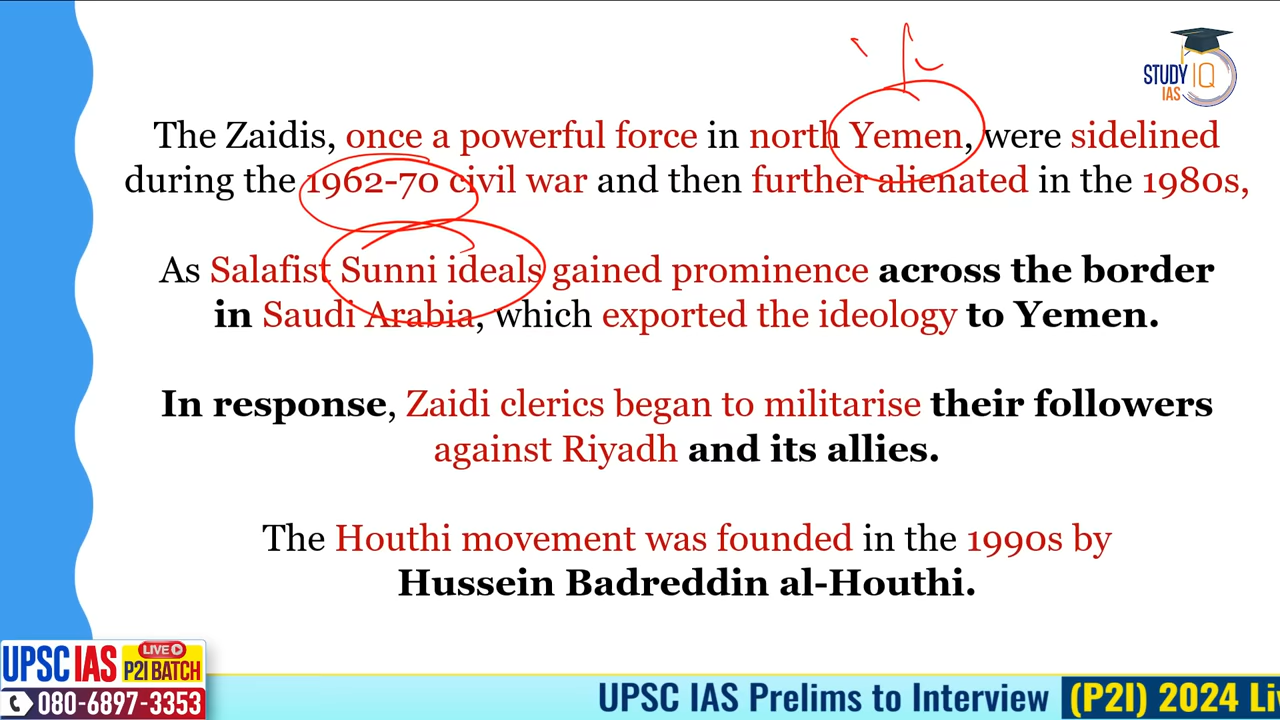 STUDY IQ
IAS
The Zaidis, once a powerful force in north Yemen, were sidelined
during the 1962-70 civil war and then further alienated in the 1980s,
As Salafist Sunni ideals gained prominence across the border
in Saudi Arabia, which exported the ideology to Yemen.
In response, Zaidi clerics began to militarise their followers
against Riyadh and its allies.
The Houthi movement was founded in the 1990s by
Hussein Badreddin al-Houthi.
UPSC IAS LIVE
P2I BATCH
080-6897-3353
UPSC IAS Prelims to Interview (P2I) 2024 Li